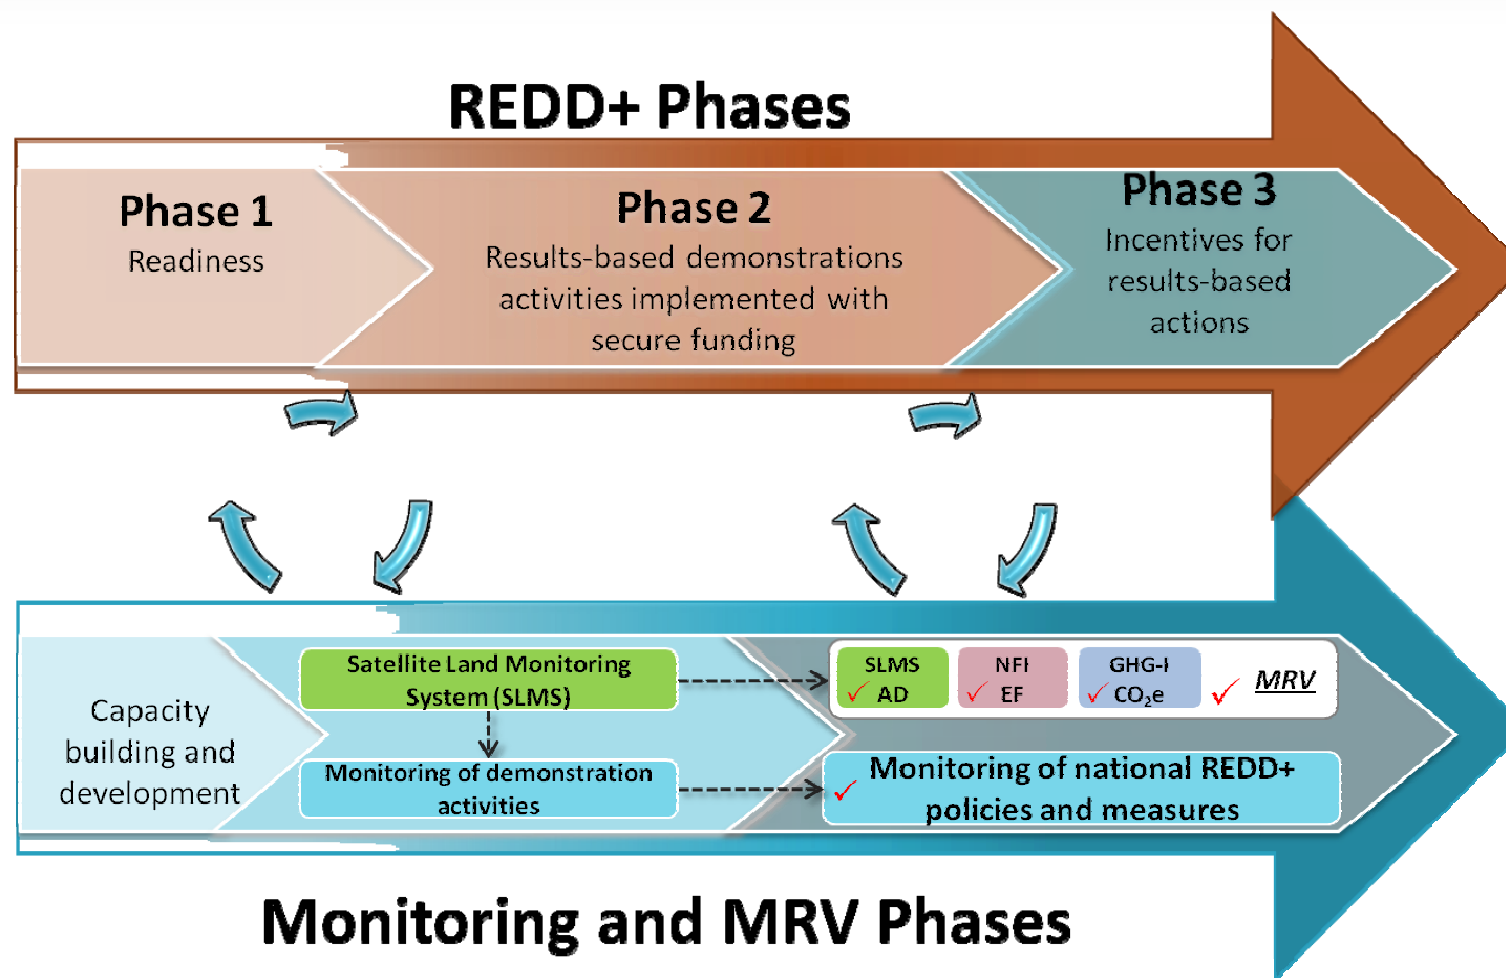 REDD+ Phases
Phase 1
Readiness
Phase 2
Results-based demonstrations
activities implemented with
secure funding
Phase 3
Incentives for
results-based
actions
Capacity
building and
development
Satellite Land Monitoring
System (SLMS)
Monitoring of demonstration
activities
SLMS
✓ AD
NFI
✓ EF
GHG-I
✓ CO₂e
✓ MRV
✓ Monitoring of national REDD+
policies and measures
Monitoring and MRV Phases